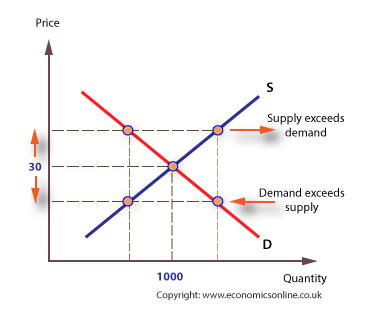 Price
S
Supply exceeds
demand
30
Demand exceeds
supply
D
1000
Quantity
Copyright: www.economicsonline.co.uk